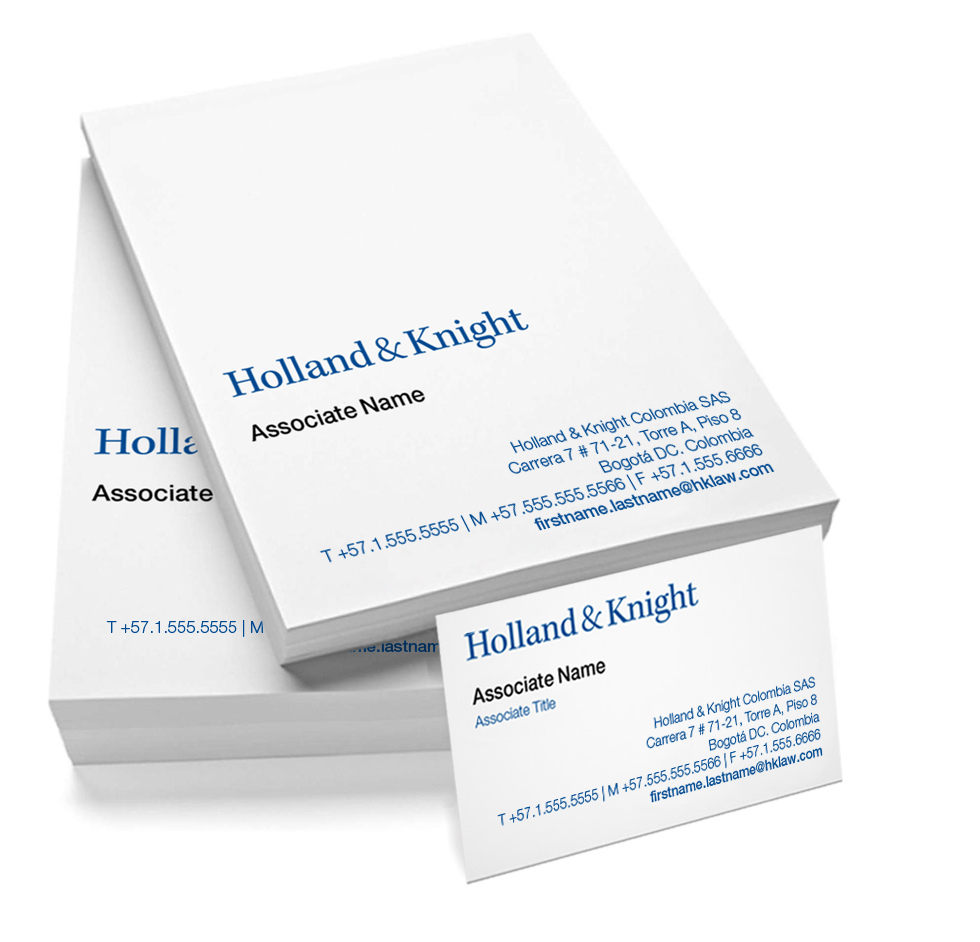 Holland & Knight
Associate Name
Holland & Knight Colombia SAS
Carrera 7 # 71-21, Torre A, Piso 8
Bogotá DC. Colombia
T +57.1.555.5555 | M +57.555.555.5566 | F +57.1.555.6666
firstname.lastname@hklaw.com
Holla
Associate
T +57.1.555.5555 | M
Holland & Knight
Associate Name
Associate Title
Holland & Knight Colombia SAS
Carrera 7 # 71-21, Torre A, Piso 8
Bogotá DC. Colombia
T +57.1.555.5555 | M +57.555.555.5566 | F +57.1.555.6666
firstname.lastname@hklaw.com